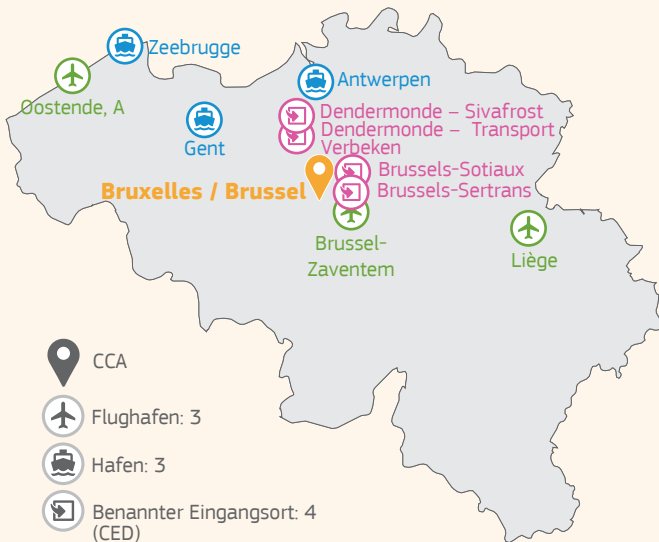 Zeebrugge
Oostende, A
Antwerpen
Gent
Dendermonde – Sivafrost
Dendermonde – Transport
Verbeken
Brussels-Sotiaux
Bruxelles / Brussel
Brussels-Sertrans
Brussel-
Zaventem
Liège
CCA
Flughafen: 3
Hafen: 3
Benannter Eingangsort: 4
(CED)